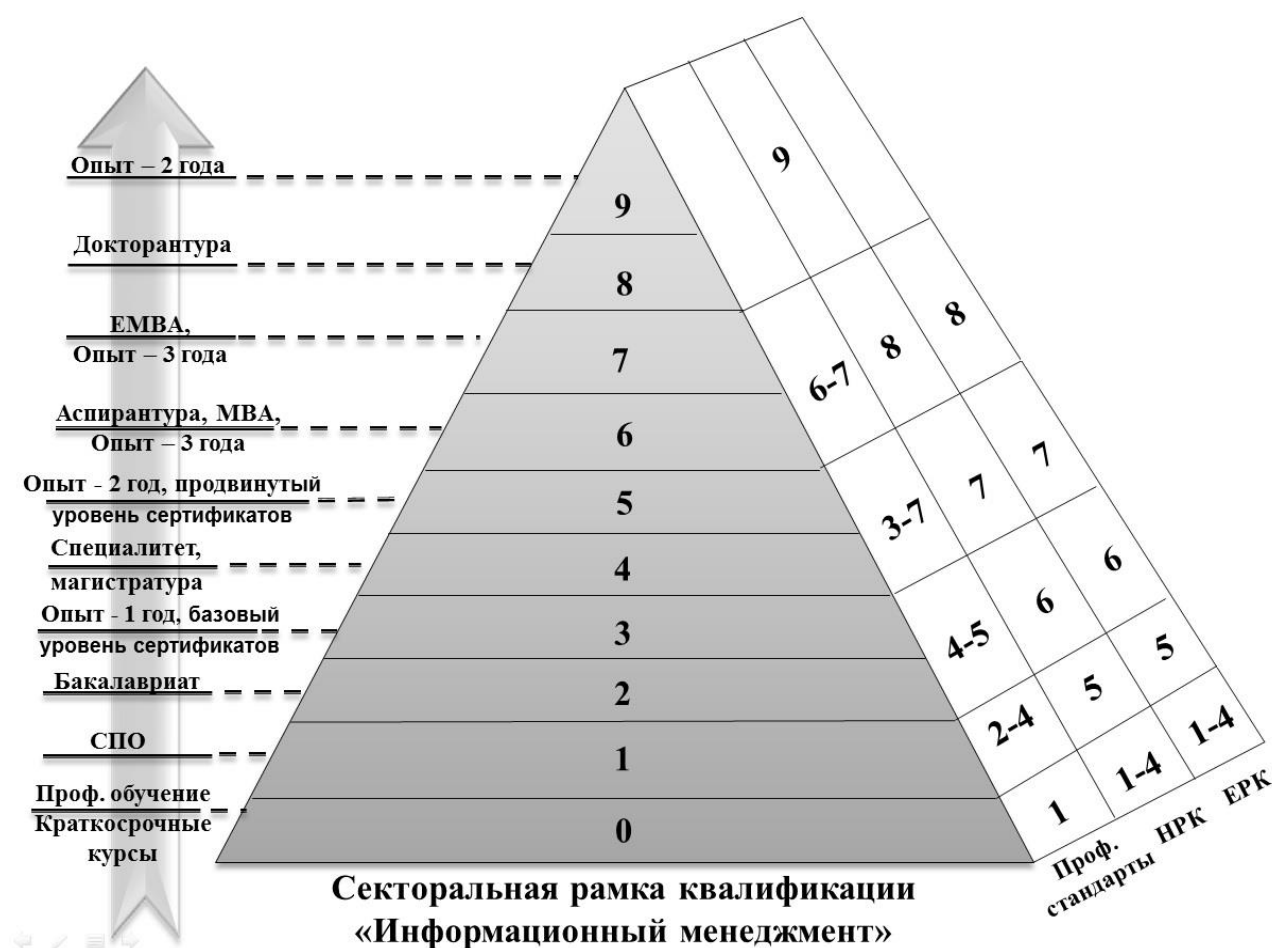 Опыт – 2 года
Докторантура
EMBA,
Опыт – 3 года
Аспирантура, MBA,
Опыт – 3 года
Опыт - 2 год, продвинутый
уровень сертификатов
Специалитет,
магистратура
Опыт - 1 год, базовый
уровень сертификатов
Бакалавриат
СПО
Проф. обучение
Краткосрочные
курсы
9
8
7
6
5
4
3
2
1
0
9
6-7 8 8
3-7 7 7
4-5 6 6
2-4 5 5
1 1-4 1-4
Проф.
стандарты
НРК
ЕРК
Секторальная рамка квалификации
«Информационный менеджмент»